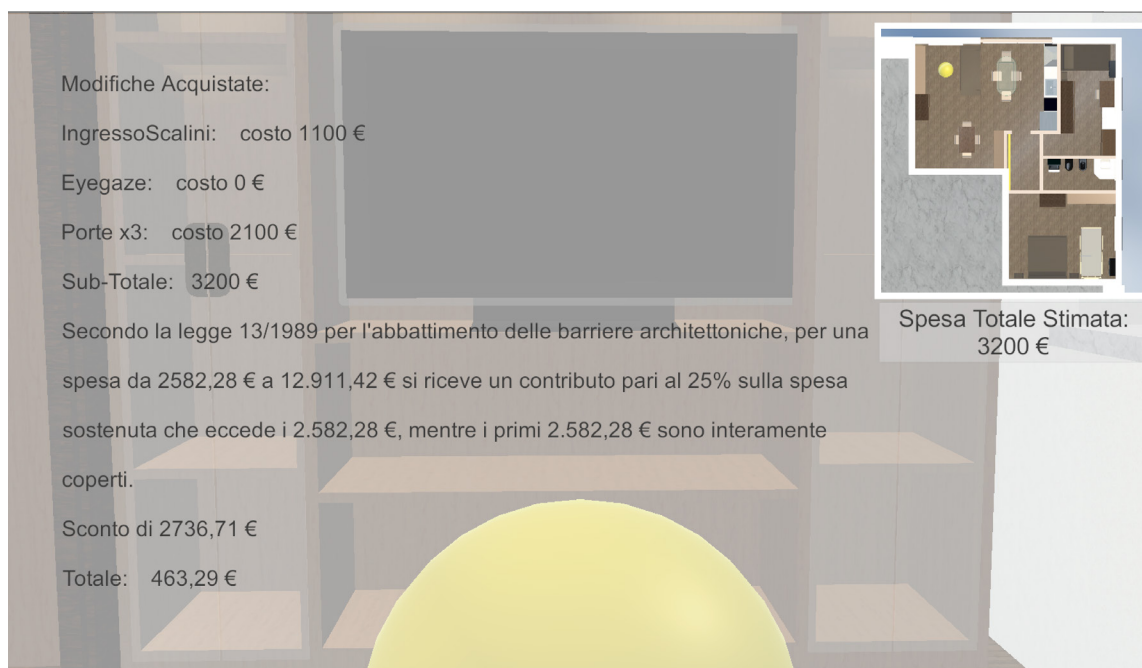 Modifiche Acquistate:
IngressoScalini: costo 1100 €
Eyegaze: costo 0 €
Porte x3: costo 2100 €
Sub-Totale: 3200 €
Secondo la legge 13/1989 per l'abbattimento delle barriere architettoniche, per una
spesa da 2582,28 € a 12.911,42 € si riceve un contributo pari al 25% sulla spesa
sostenuta che eccede i 2.582,28 €, mentre i primi 2.582,28 € sono interamente
coperti.
Sconto di 2736,71 €
Totale: 463,29 €
Spesa Totale Stimata:
3200 €